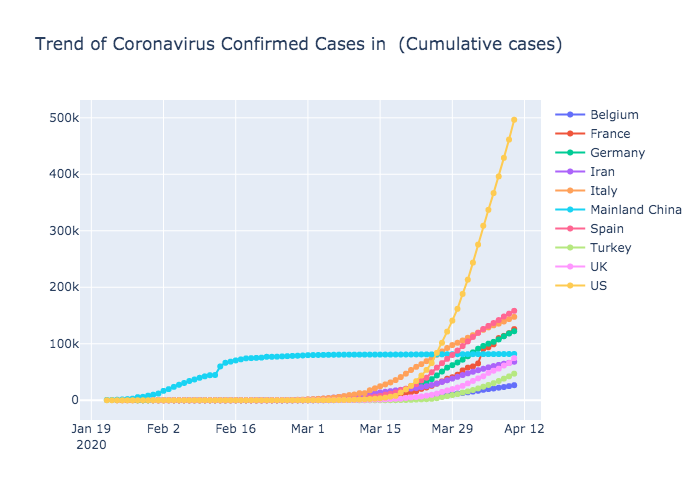 Trend of Coronavirus Confirmed Cases in  (Cumulative cases)
500k
400k
300k
200k
100k
0
Jan 19
2020
Feb 2
Feb 16
Mar 1
Mar 15
Mar 29
Apr 12
Belgium
France
Germany
Iran
Italy
Mainland China
Spain
Turkey
UK
US